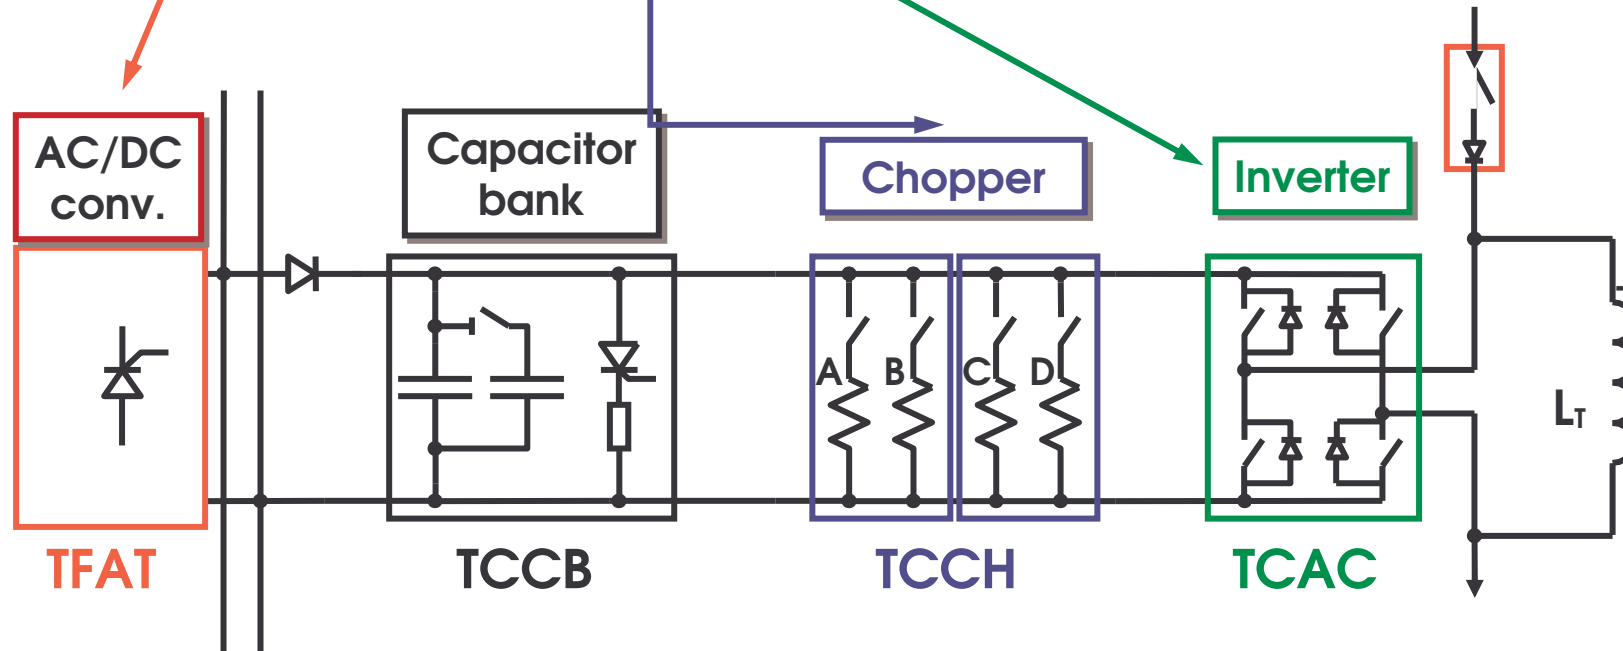 AC/DC
conv.
Capacitor
bank
Chopper
Inverter
A
B
C
D
LT
TFAT
TCCB
TCCH
TCAC